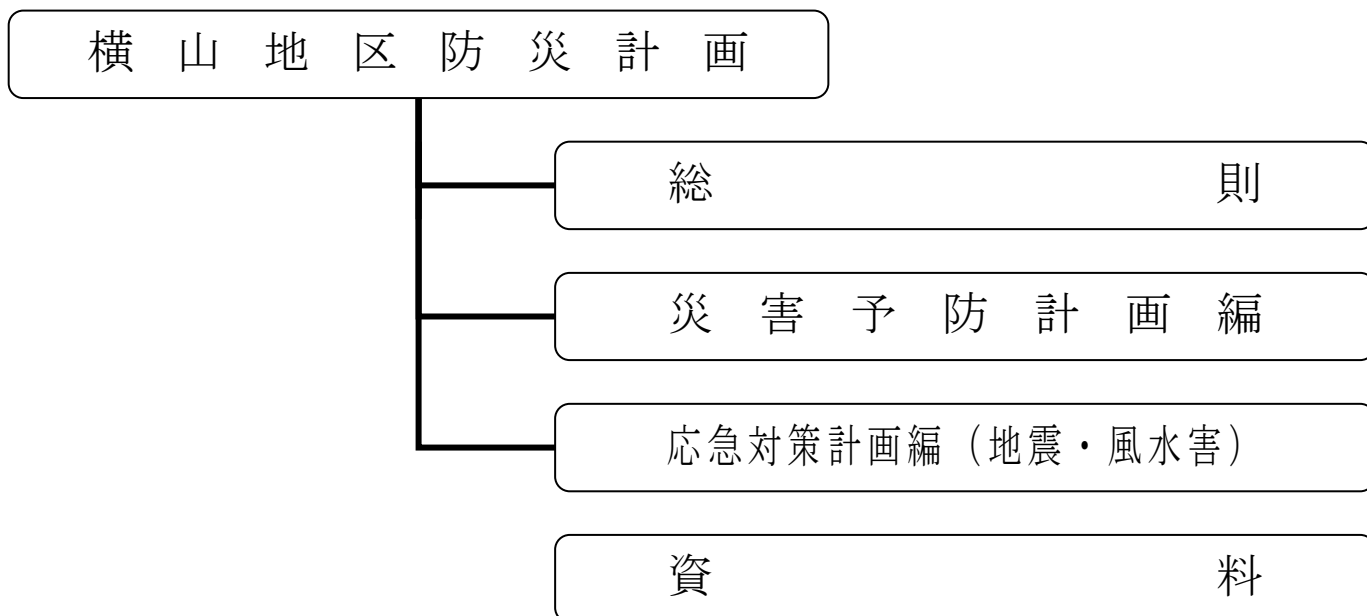 横山地区防災計画
総則
災害予防計画編
応急対策計画編（地震・風水害）
資料